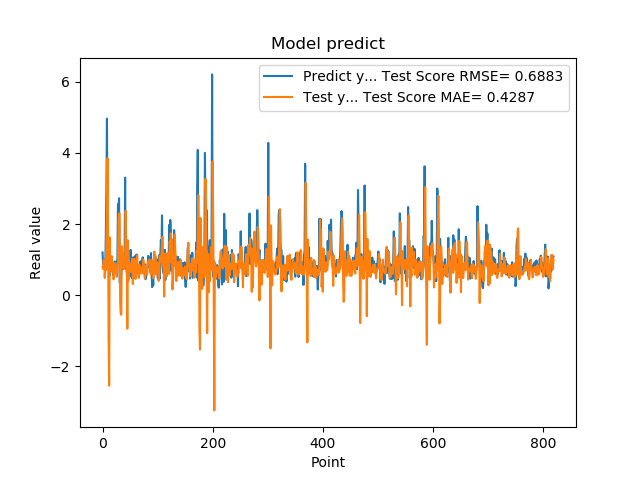 Model predict
Predict y... Test Score RMSE= 0.6883
Test y... Test Score MAE= 0.4287
Real value
6
4
2
0
−2
0 200 400 600 800
Point